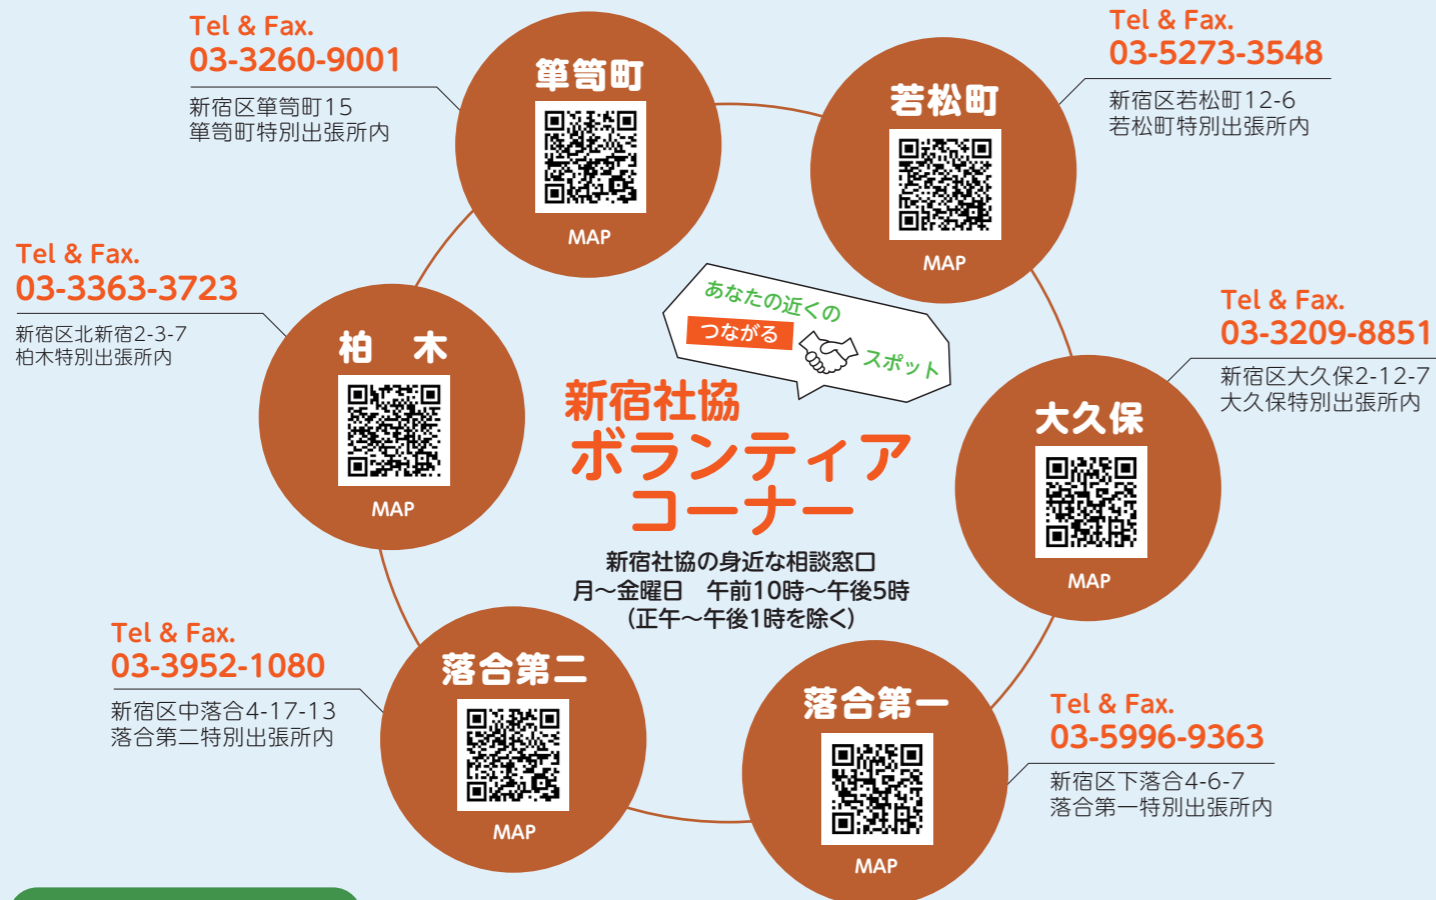 Tel & Fax.
03-3260-9001
新宿区箪笥町15
箪笥町特別出張所内
箪笥町
MAP
Tel & Fax.
03-5273-3548
新宿区若松町12-6
若松町特別出張所内
若松町
MAP
Tel & Fax.
03-3363-3723
新宿区北新宿2-3-7
柏木特別出張所内
柏　木
MAP
あなたの近くの
つながる
スポット
新宿社協
ボランティア
コーナー
新宿社協の身近な相談窓口
月～金曜日　午前10時～午後5時
（正午～午後1時を除く）
Tel & Fax.
03-3209-8851
新宿区大久保2-12-7
大久保特別出張所内
大久保
MAP
Tel & Fax.
03-3952-1080
新宿区中落合4-17-13
落合第二特別出張所内
落合第二
MAP
落合第一
MAP
Tel & Fax.
03-5996-9363
新宿区下落合4-6-7
落合第一特別出張所内